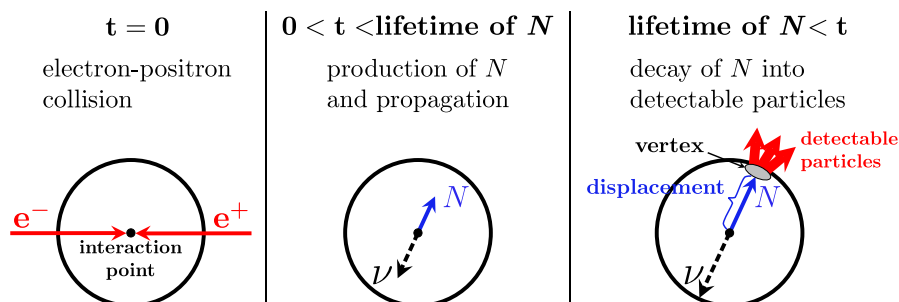 t = 0
electron-positron
collision
e⁻
e⁺
interaction
point
0 < t <lifetime of N
production of N
and propagation
N
ν
lifetime of N< t
decay of N into
detectable particles
vertex
detectable
particles
displacement
N
ν